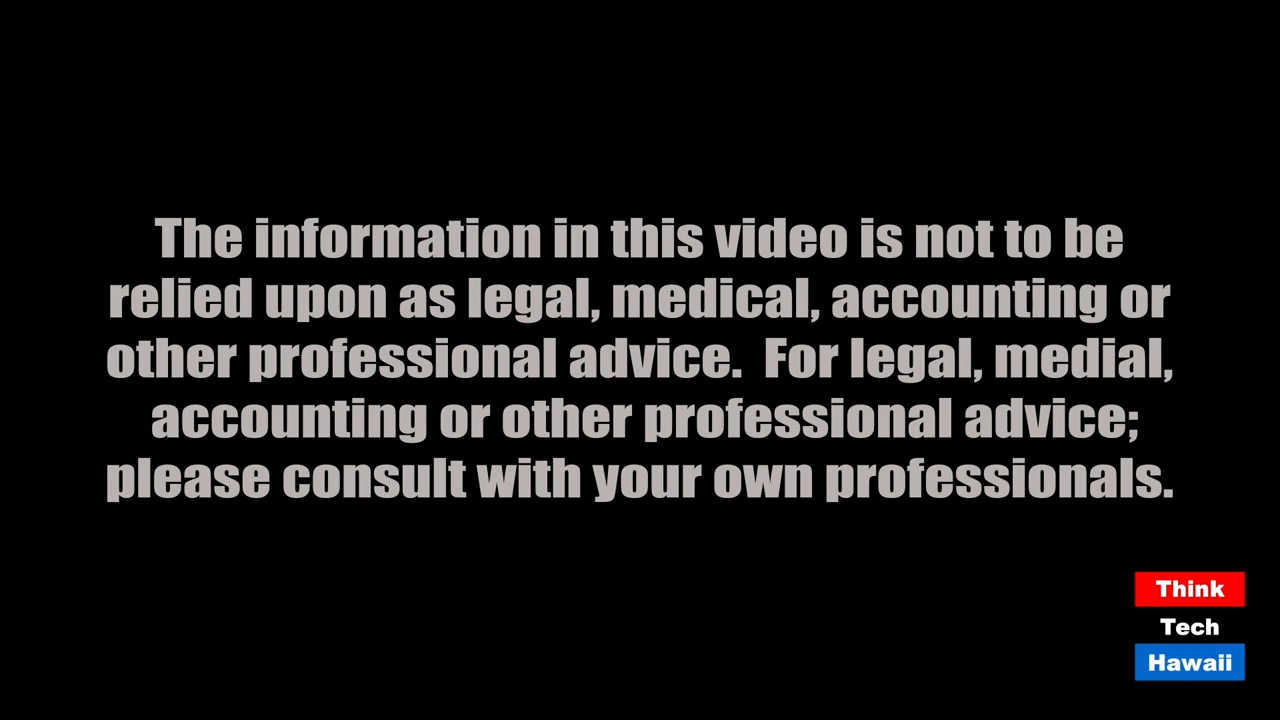 The information in this video is not to be
relied upon as legal, medical, accounting or
other professional advice.  For legal, medial,
accounting or other professional advice;
please consult with your own professionals.
Think
Tech
Hawaii